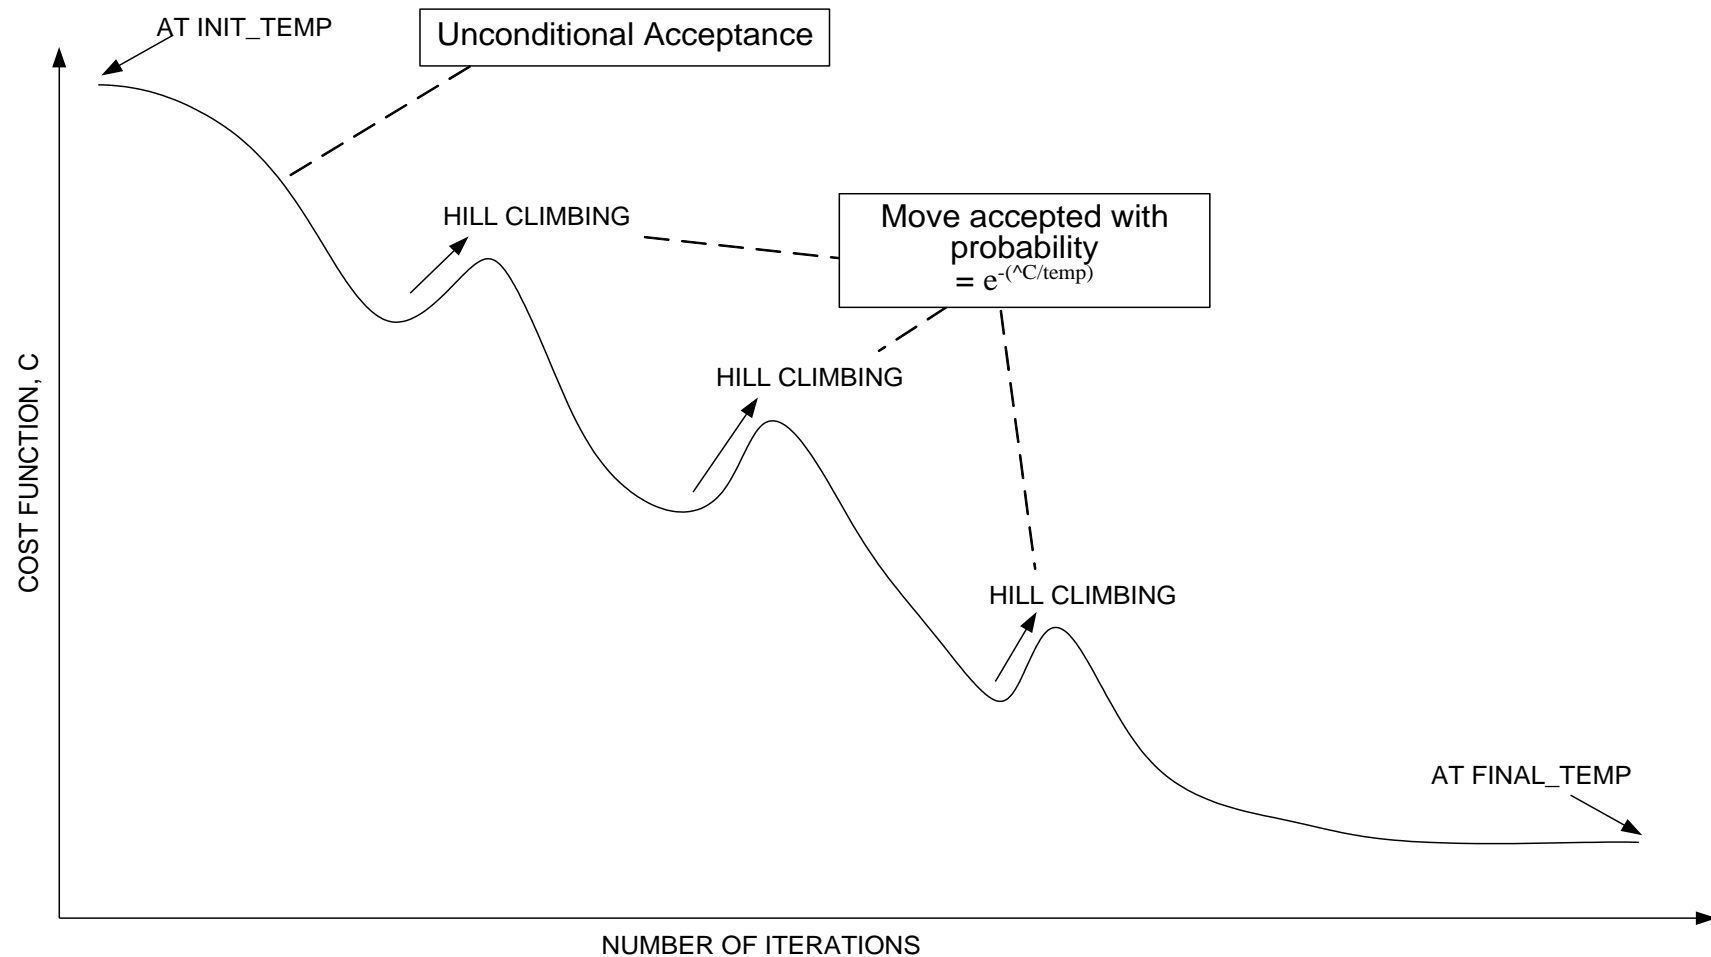 AT INIT_TEMP
Unconditional Acceptance
HILL CLIMBING
Move accepted with
probability
= e-(^C/temp)
HILL CLIMBING
COST FUNCTION, C
HILL CLIMBING
AT FINAL_TEMP
NUMBER OF ITERATIONS